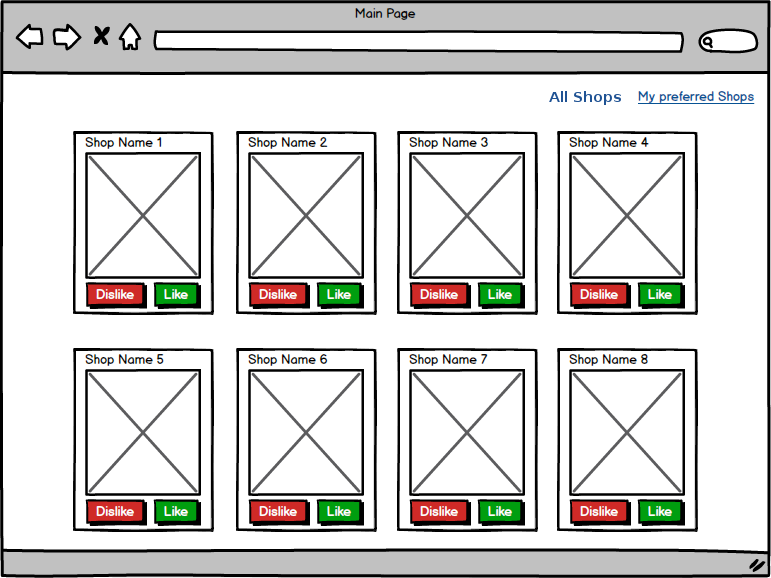 Main Page
All Shops My preferred Shops
Shop Name 1 Shop Name 2 Shop Name 3 Shop Name 4
Dislike Like Dislike Like Dislike Like Dislike Like
Shop Name 5 Shop Name 6 Shop Name 7 Shop Name 8
Dislike Like Dislike Like Dislike Like Dislike Like